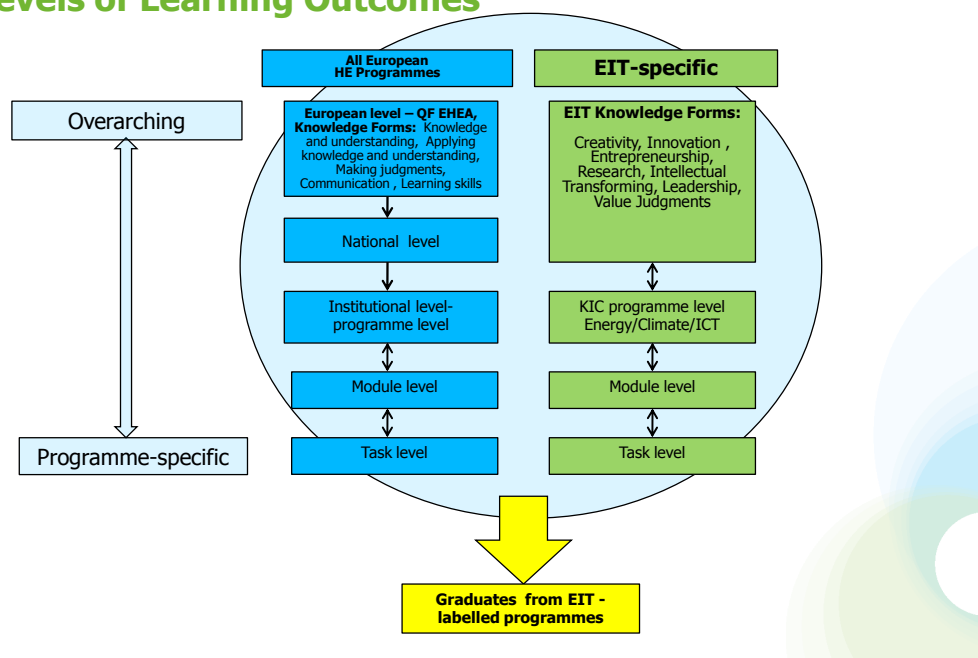 evels of Learning Outcomes
All European
HE Programmes
EIT-specific
Overarching
European level – QF EHEA,
Knowledge Forms: Knowledge
and understanding, Applying
knowledge and understanding,
Making judgments,
Communication , Learning skills
EIT Knowledge Forms:
Creativity, Innovation ,
Entrepreneurship,
Research, Intellectual
Transforming, Leadership,
Value Judgments
National level
Institutional level-
programme level
KIC programme level
Energy/Climate/ICT
Module level
Module level
Programme-specific
Task level
Task level
Graduates from EIT -
labelled programmes